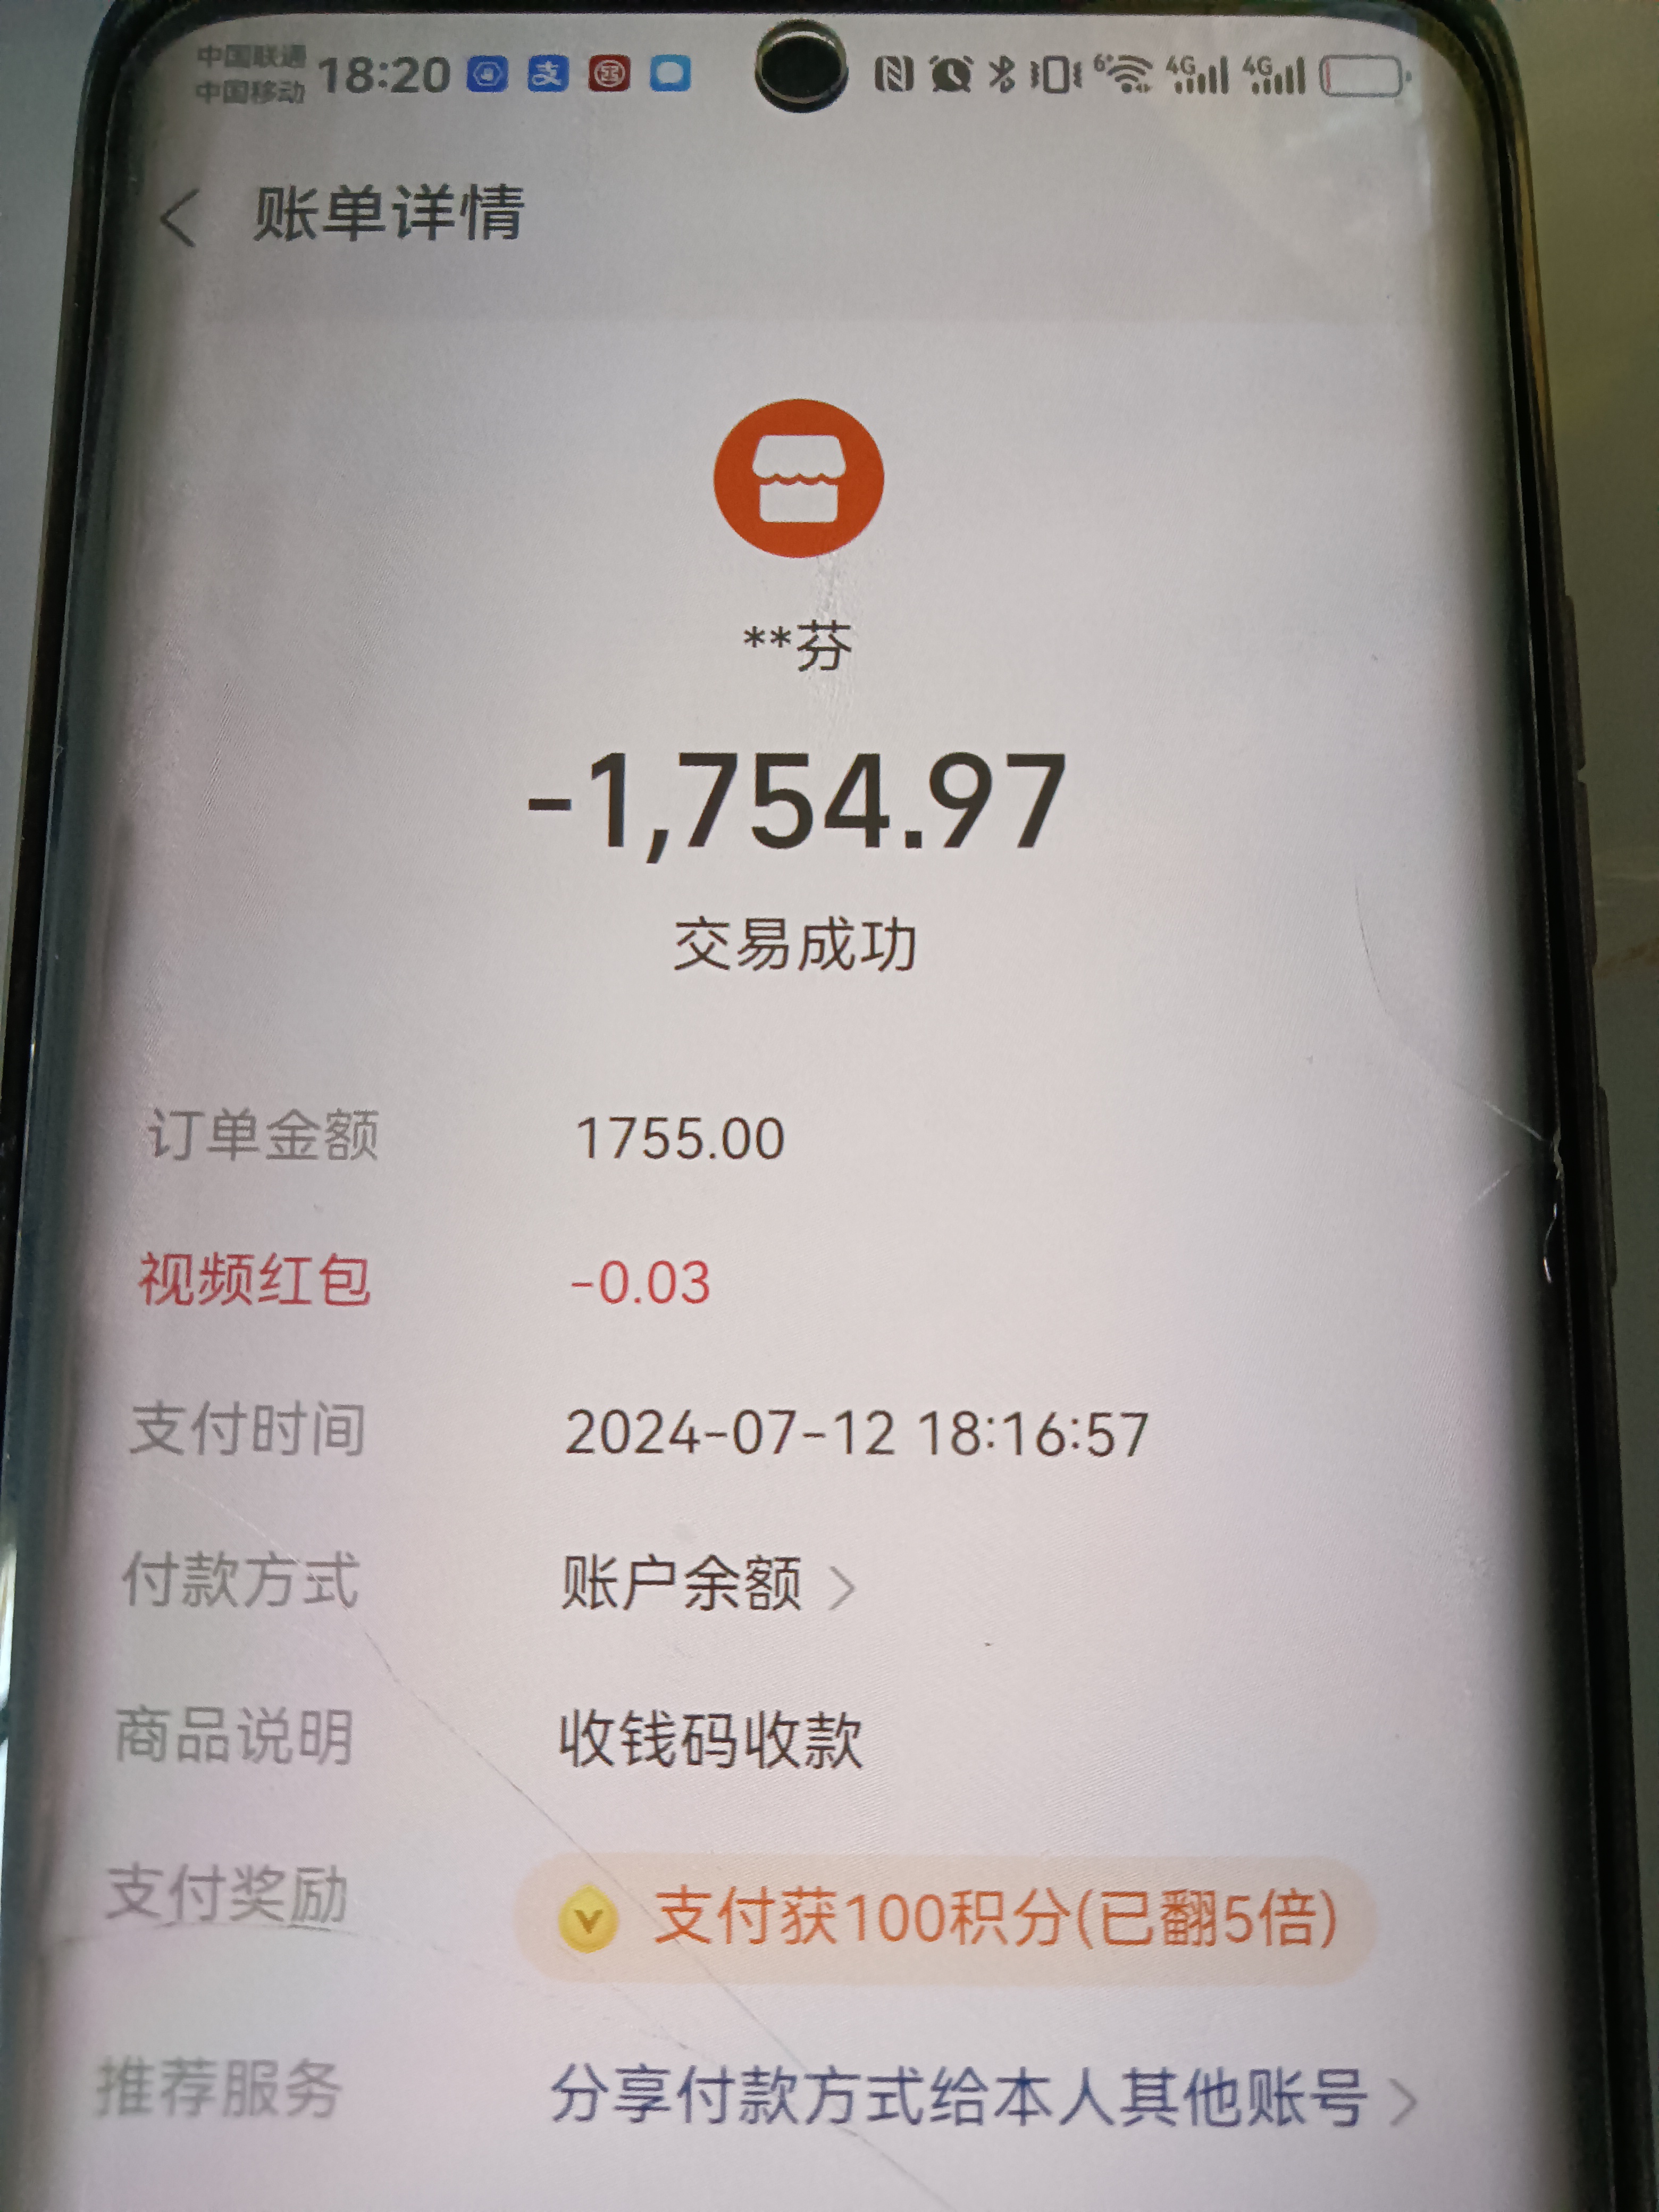 中国联通
中国移动
18:20
支
6+
4G
4G
账单详情
**芬
-1,754.97
交易成功
订单金额 1755.00
视频红包 -0.03
支付时间 2024-07-12 18:16:57
付款方式 账户余额 >
商品说明 收钱码收款
支付奖励 支付获100积分(已翻5倍)
推荐服务 分享付款方式给本人其他账号 >